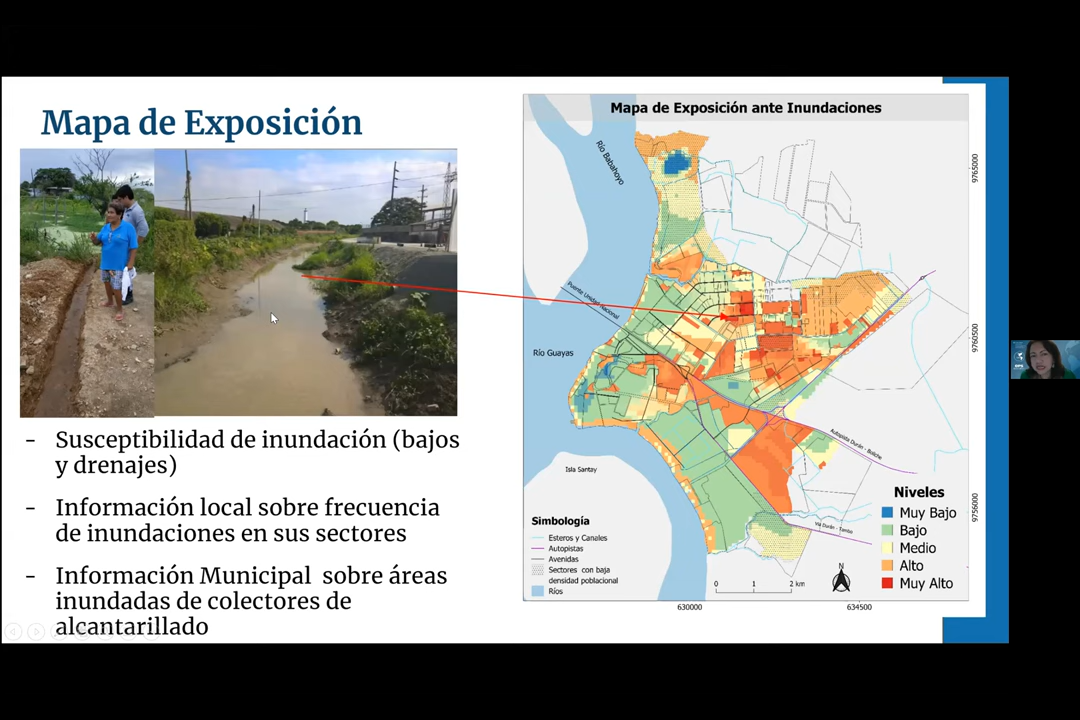 Mapa de Exposición
- Susceptibilidad de inundación (bajos
y drenajes)
- Información local sobre frecuencia
de inundaciones en sus sectores
- Información Municipal sobre áreas
inundadas de colectores de
alcantarillado
Mapa de Exposición ante Inundaciones
Río Babahoyo
Puente Unidad Nacional
Río Guayas
Isla Santay
Autopista Durán - Boliche
Vía Durán - Tambo
9765000
9760500
9756000
630000
634500
Simbología
Esteros y Canales
Autopistas
Avenidas
Sectores con baja
densidad poblacional
Ríos
0 1 2 km
N
Niveles
Muy Bajo
Bajo
Medio
Alto
Muy Alto